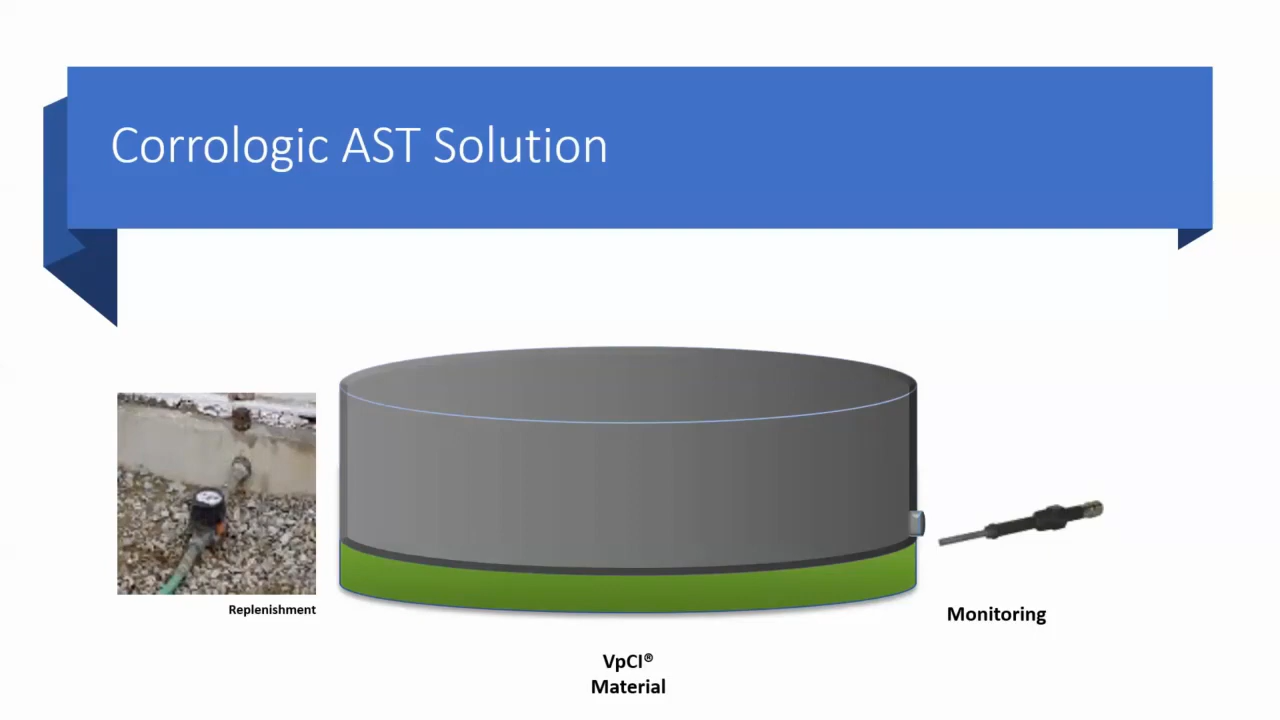 Corrologic AST Solution
Replenishment
Monitoring
VpCI®
Material